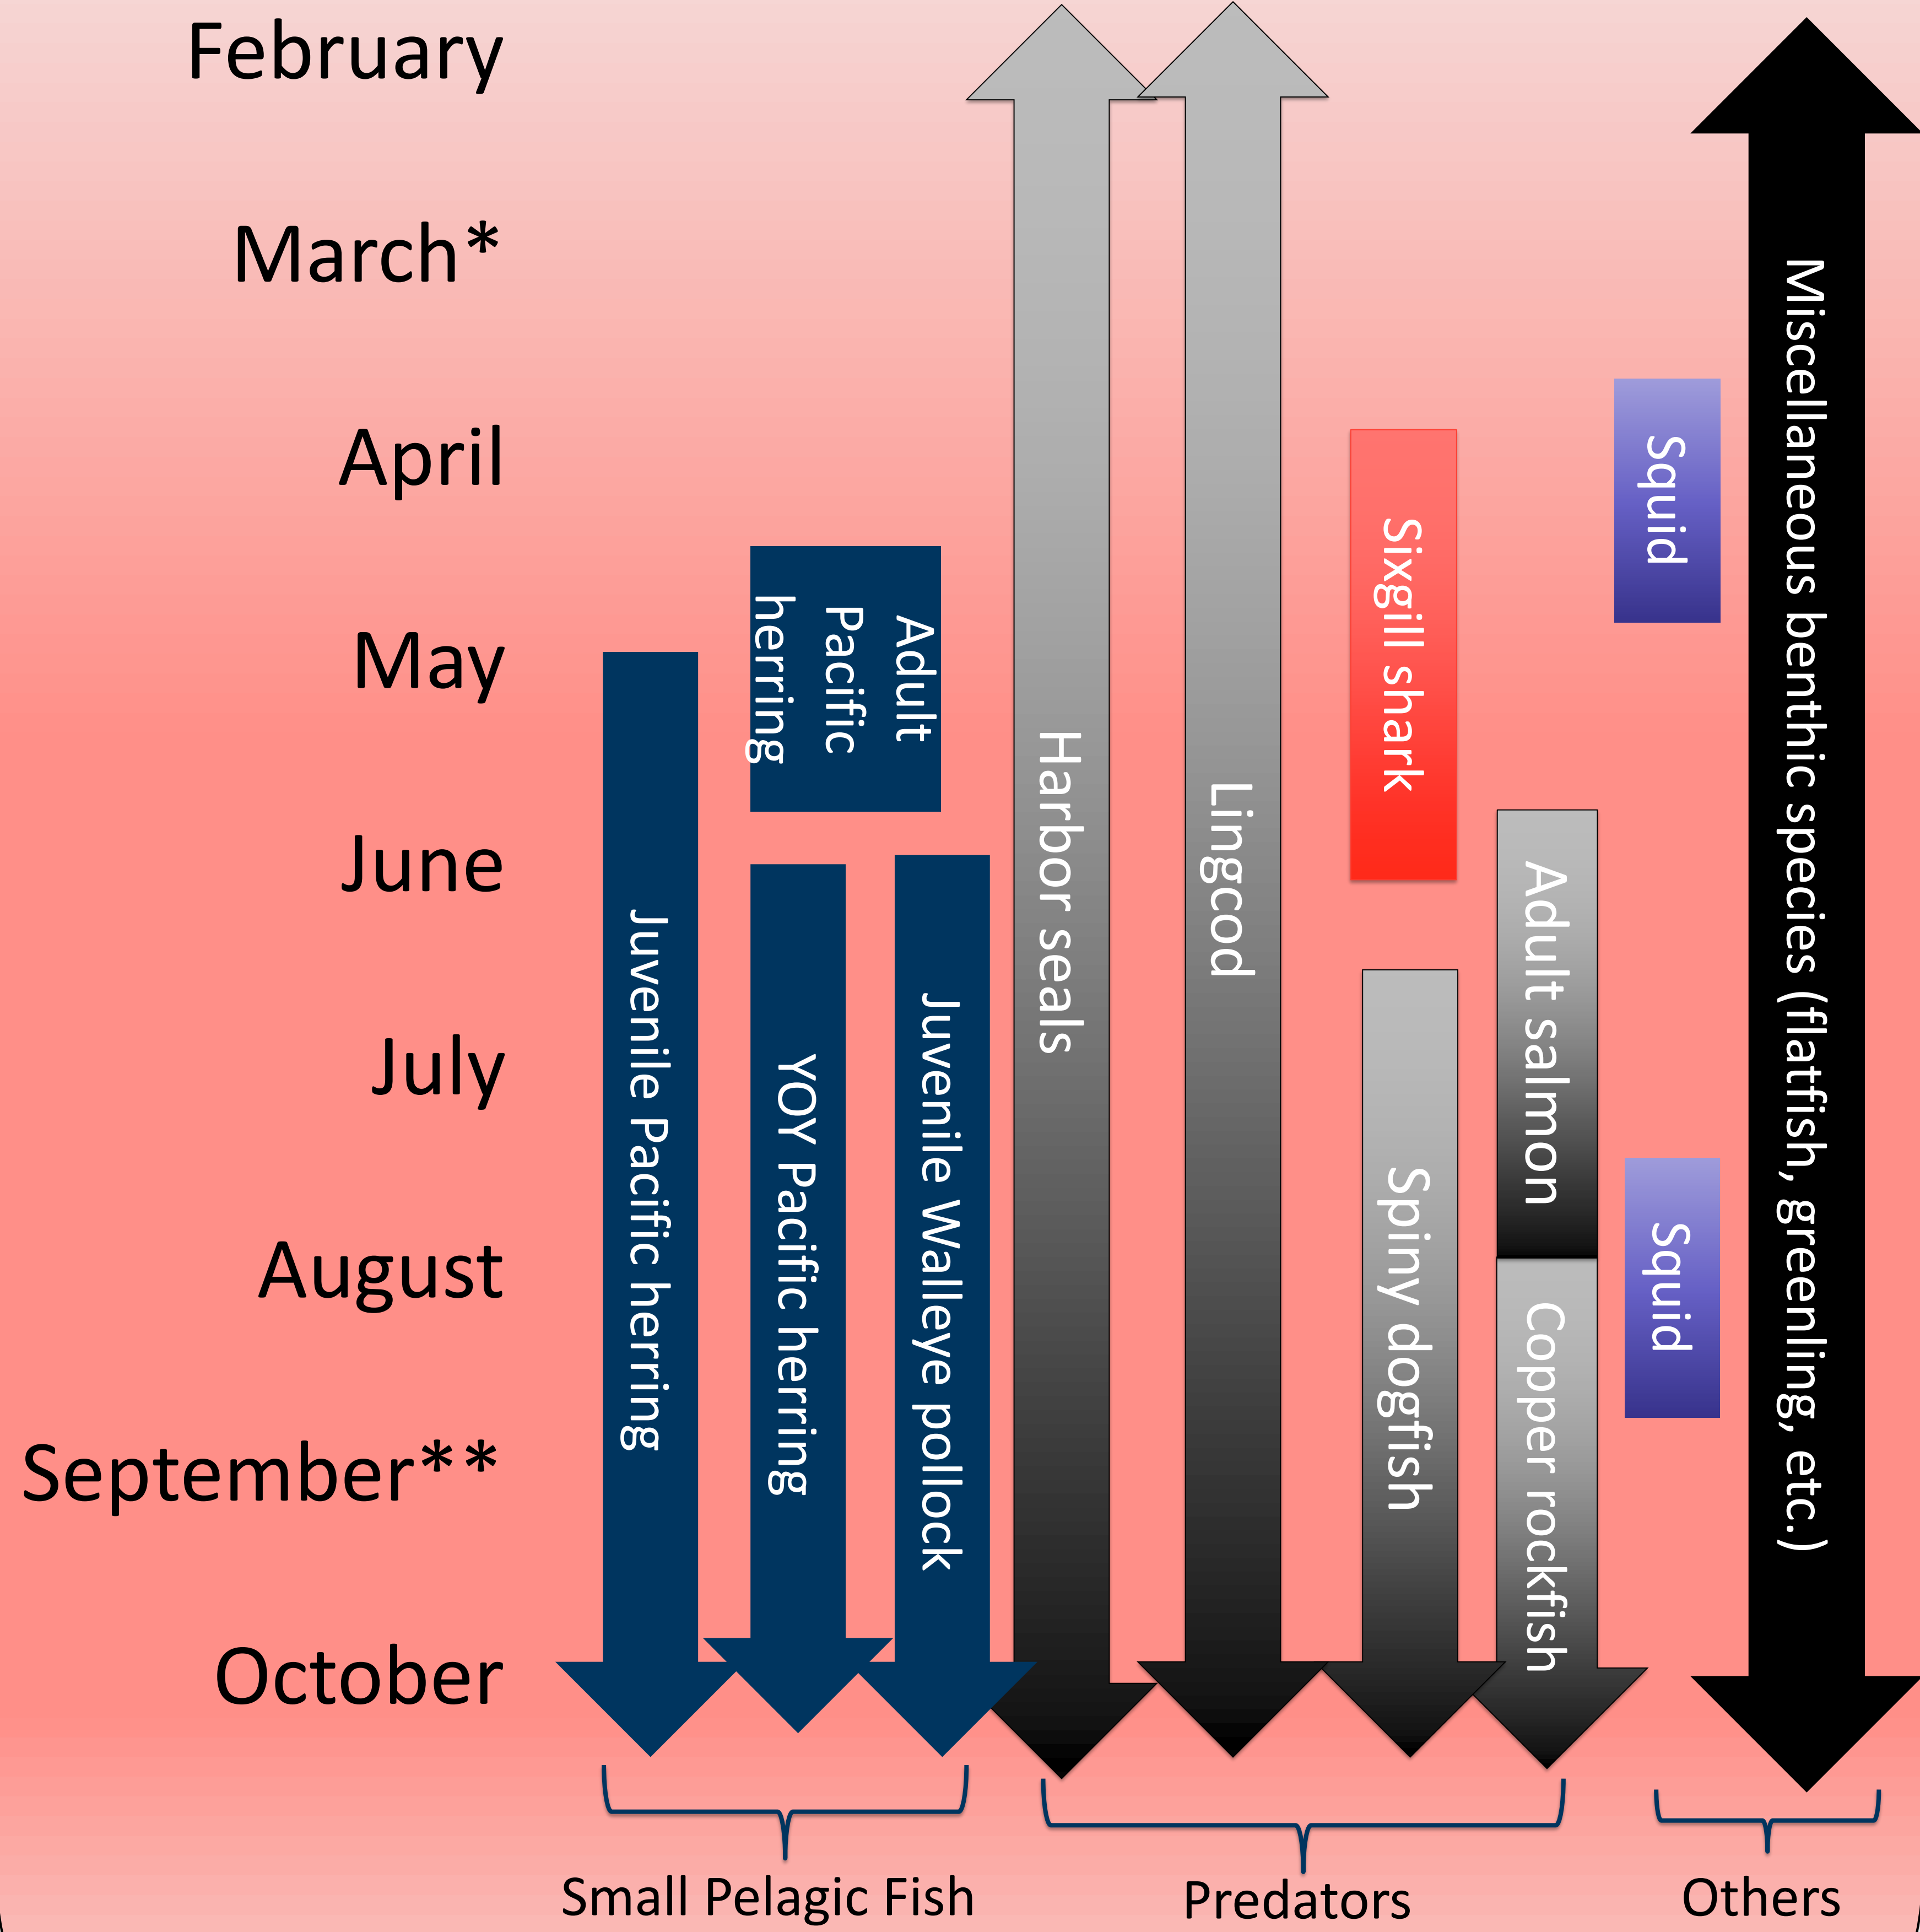 February
March*
April
May
June
July
August
September**
October
Juvenile Pacific herring
Adult
Pacific
herring
YOY Pacific herring
Juvenile Walleye pollock
Harbor seals
Lingcod
Sixgill shark
Spiny dogfish
Adult salmon
Copper rockfish
Squid
Squid
Miscellaneous benthic species (flatfish, greenling, etc.)
Small Pelagic Fish
Predators
Others